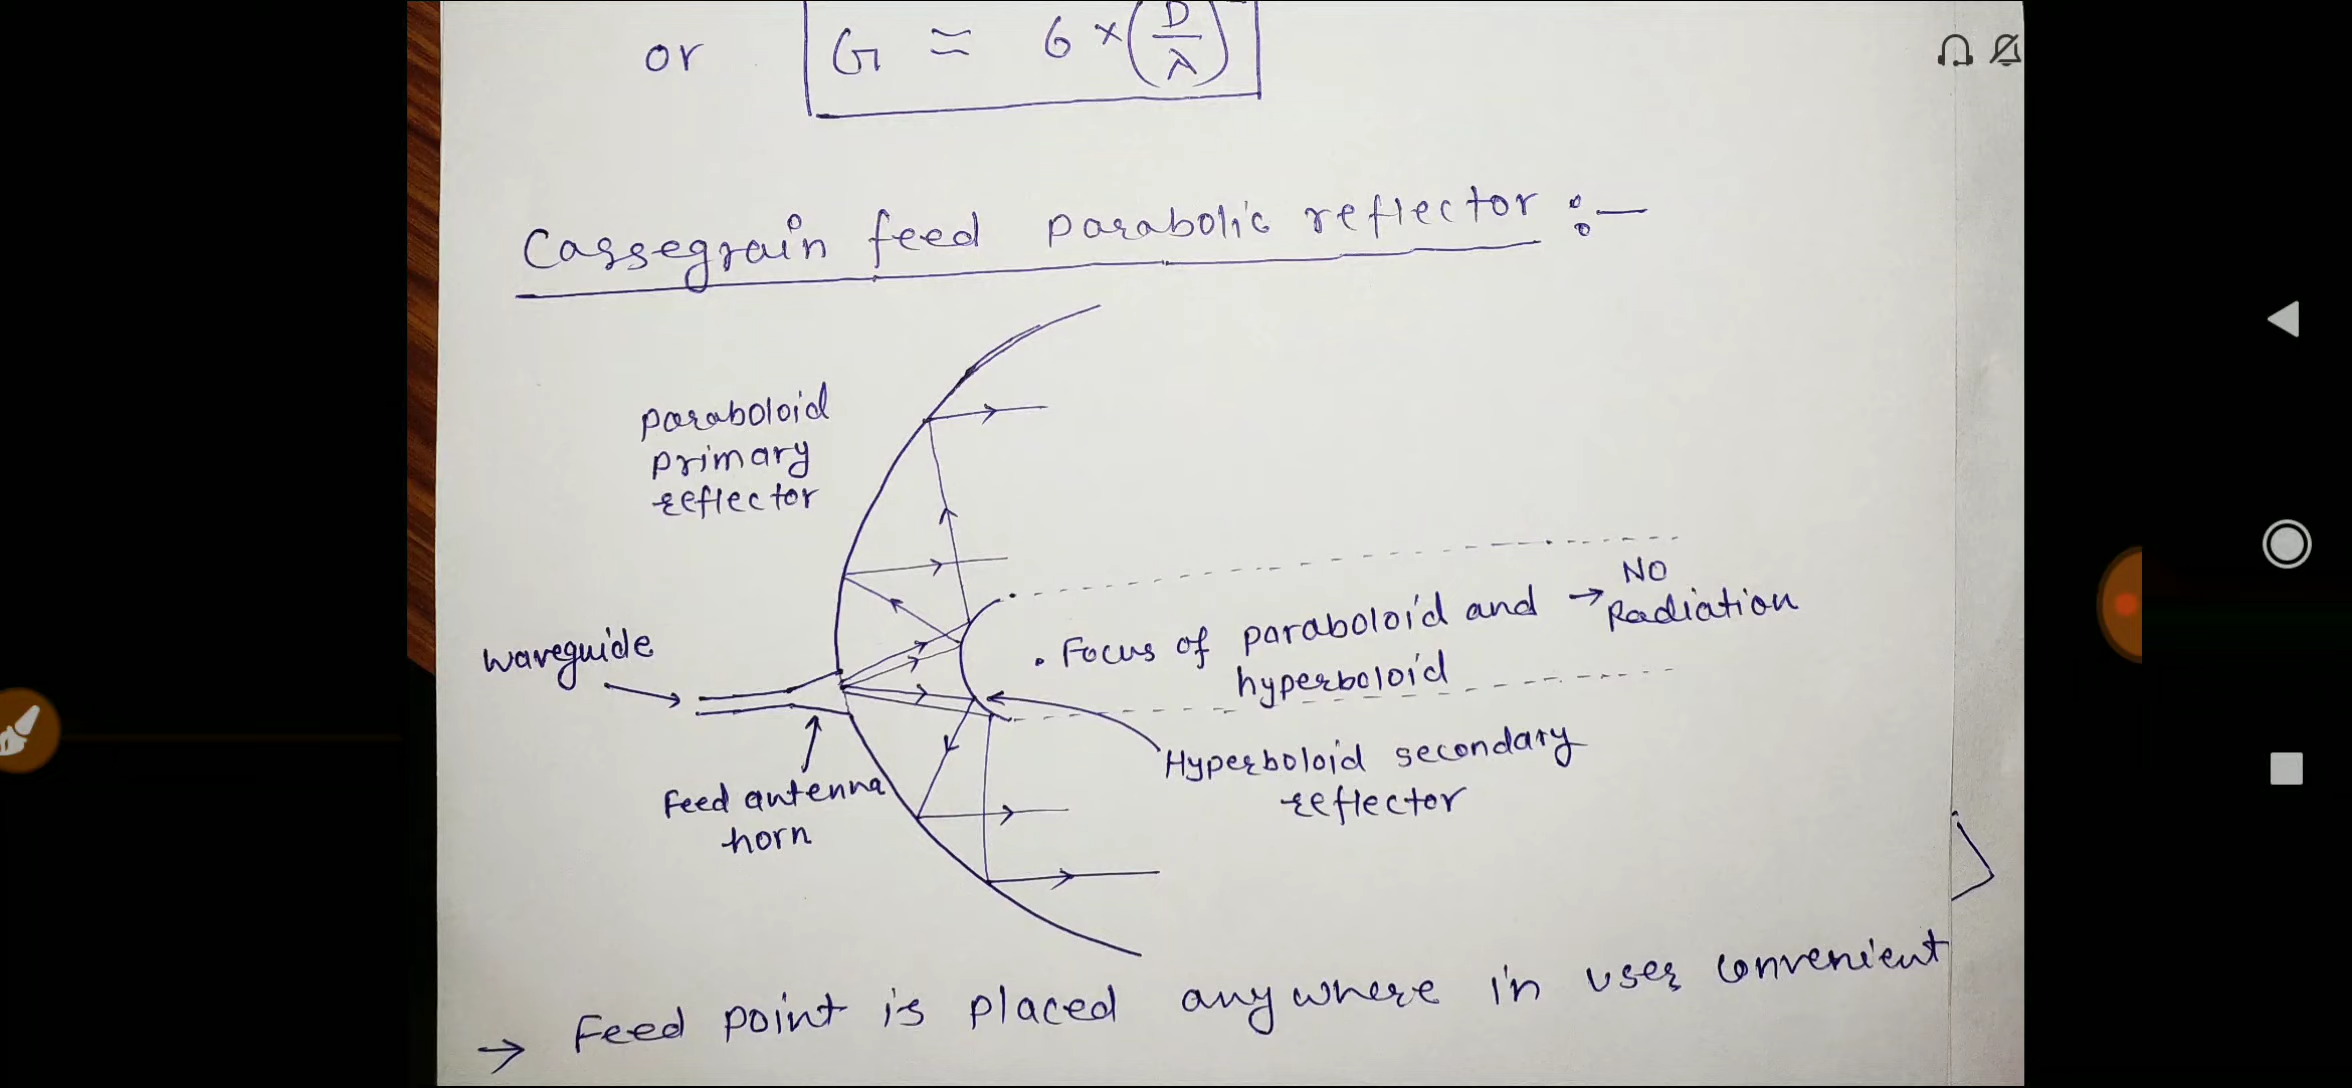 or G ≈ 6 × (D/λ)
Cassegrain feed parabolic reflector :—
Paraboloid
primary
reflector
NO
. Focus of paraboloid and → Radiation
hyperboloid
Waveguide
Hyperboloid secondary
reflector
Feed antenna
horn
→ Feed point is placed anywhere in user convenient